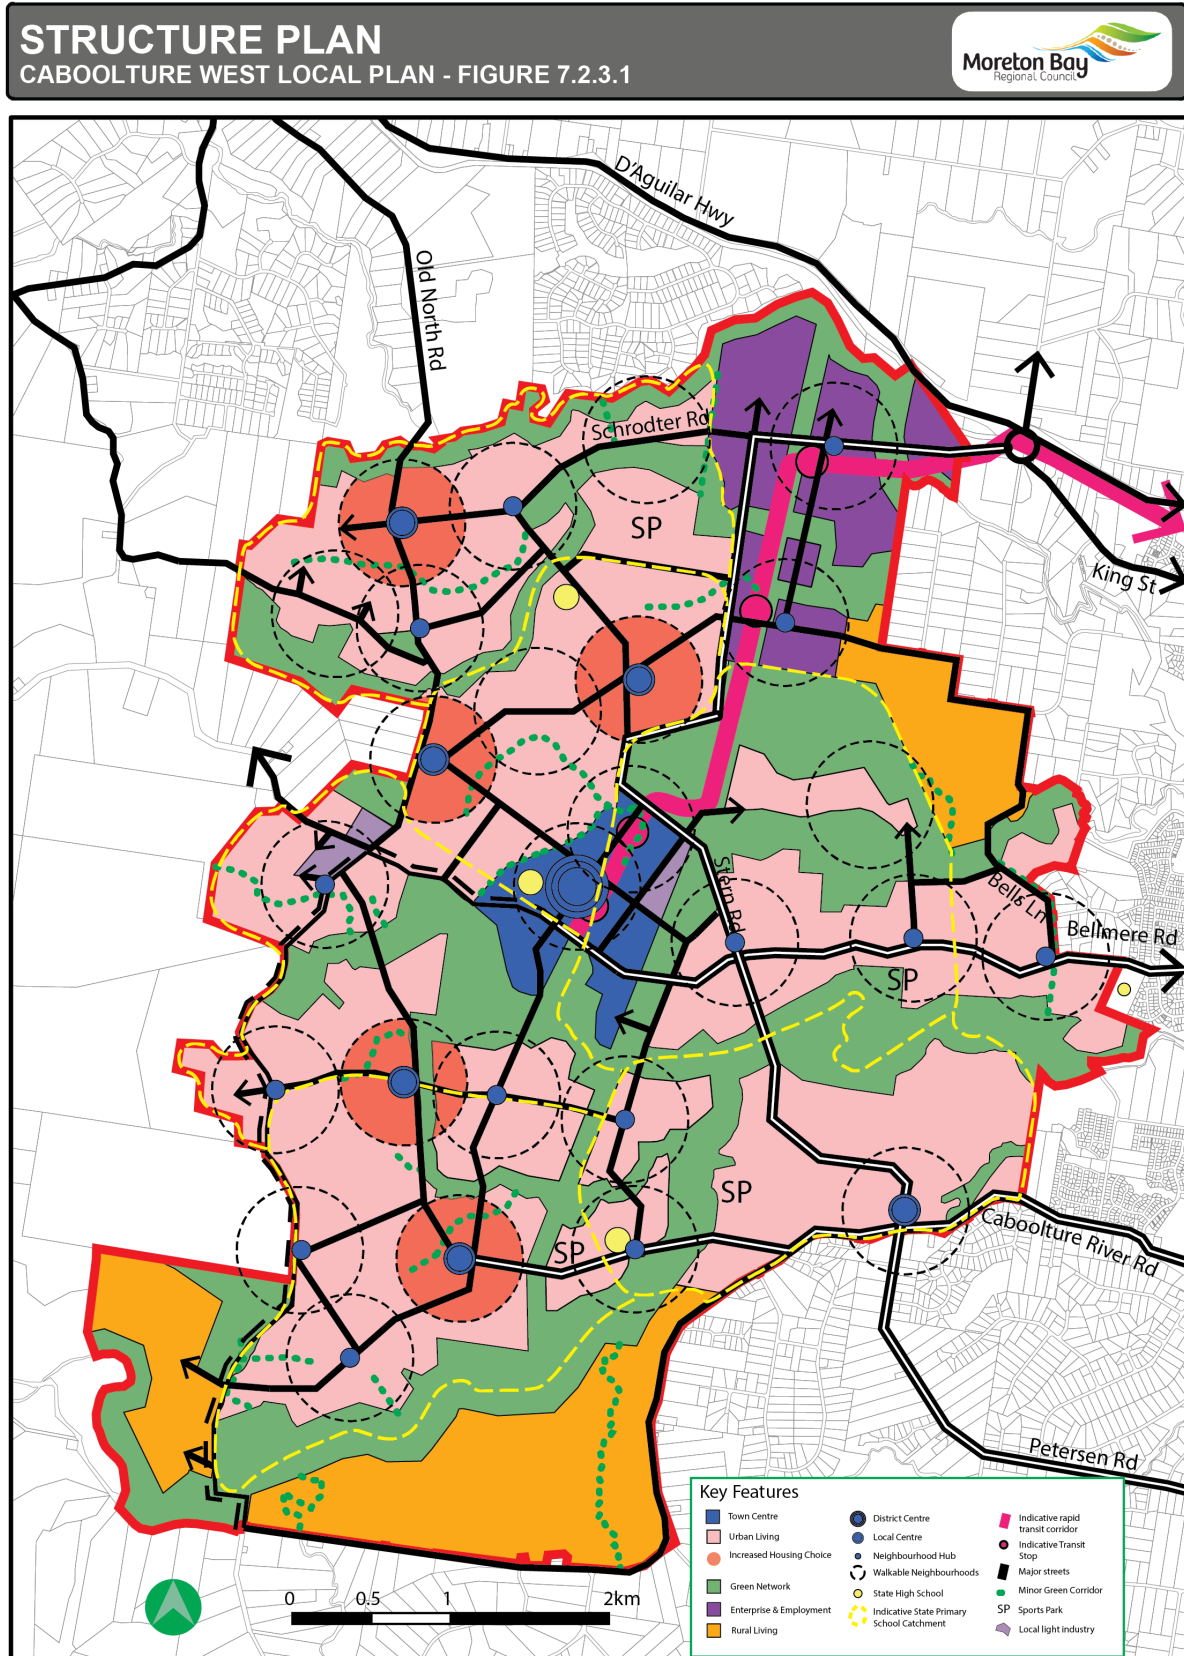 STRUCTURE PLAN
CABOOLTURE WEST LOCAL PLAN - FIGURE 7.2.3.1
Moreton Bay
Regional Council
D'Aguilar Hwy
Old North Rd
Schrodter Rd
SP
King St
Stern Rd
Bells Ln
Bellmere Rd
SP
SP
SP
Caboolture River Rd
Petersen Rd
0 0.5 1 2km
Key Features
Town Centre
Urban Living
Increased Housing Choice
Green Network
Enterprise & Employment
Rural Living
District Centre
Local Centre
Neighbourhood Hub
Walkable Neighbourhoods
State High School
Indicative State Primary
School Catchment
Indicative rapid
transit corridor
Indicative Transit
Stop
Major streets
Minor Green Corridor
SP Sports Park
Local light industry